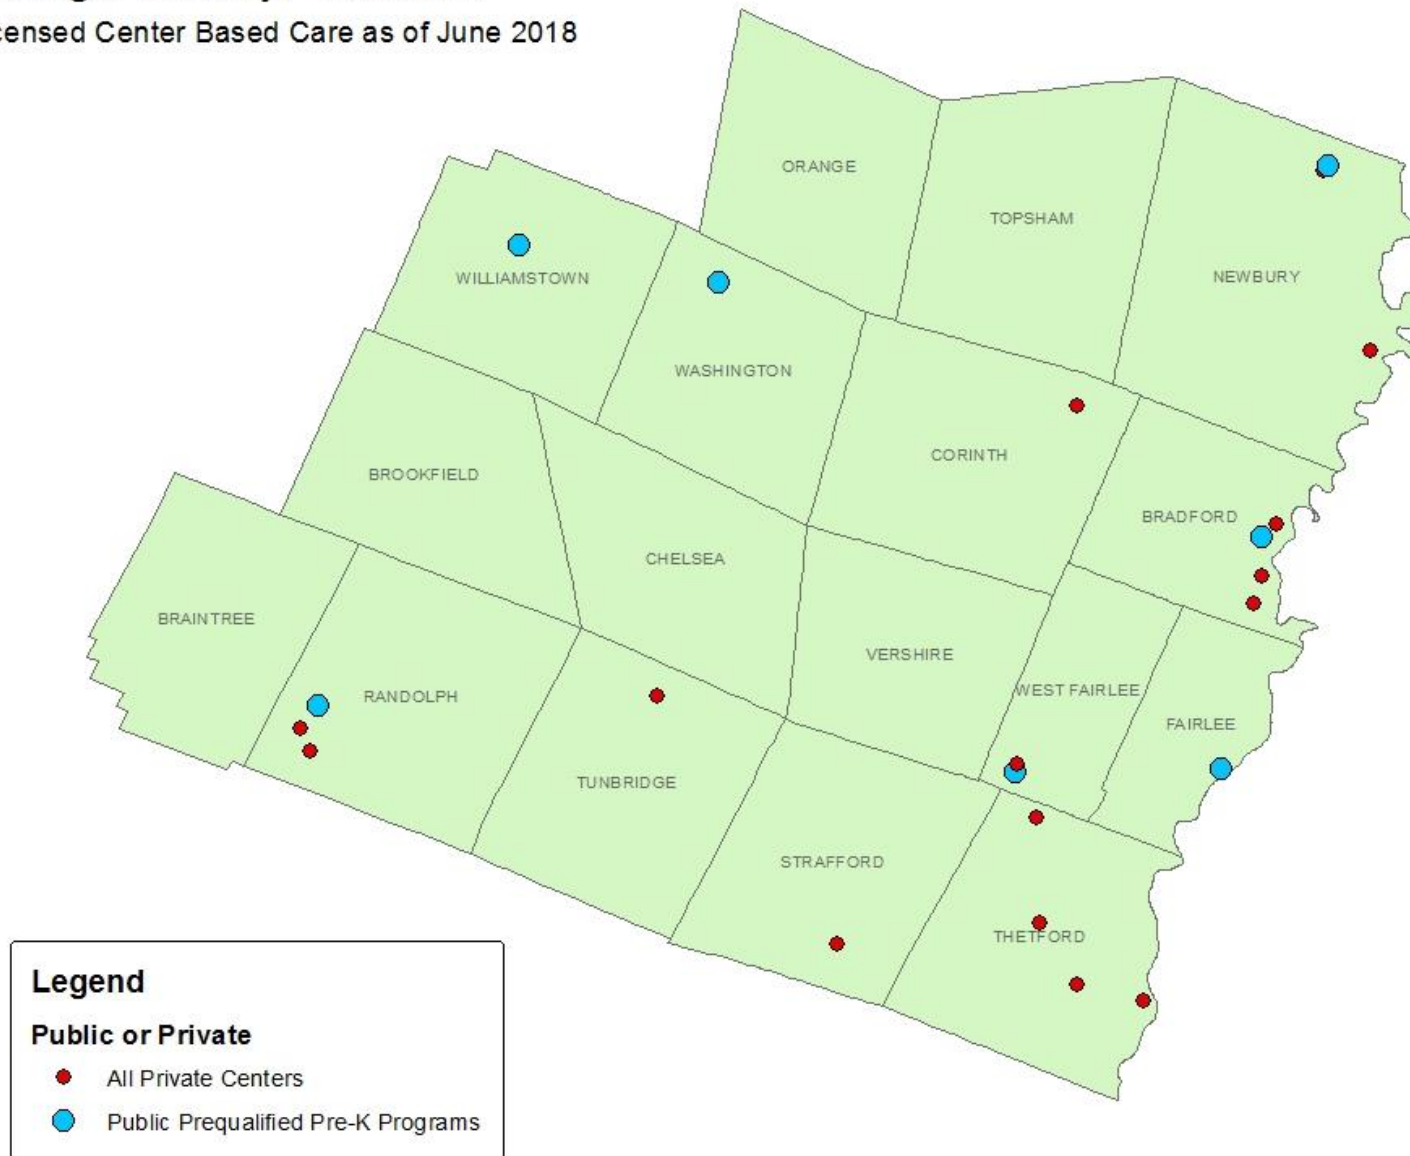 censed Center Based Care as of June 2018
ORANGE
TOPSHAM
NEWBURY
WILLIAMSTOWN
WASHINGTON
CORINTH
BROOKFIELD
BRADFORD
CHELSEA
BRAINTREE
VERSHIRE
WEST FAIRLEE
RANDOLPH
FAIRLEE
TUNBRIDGE
STRAFFORD
THETFORD
Legend
Public or Private
All Private Centers
Public Prequalified Pre-K Programs